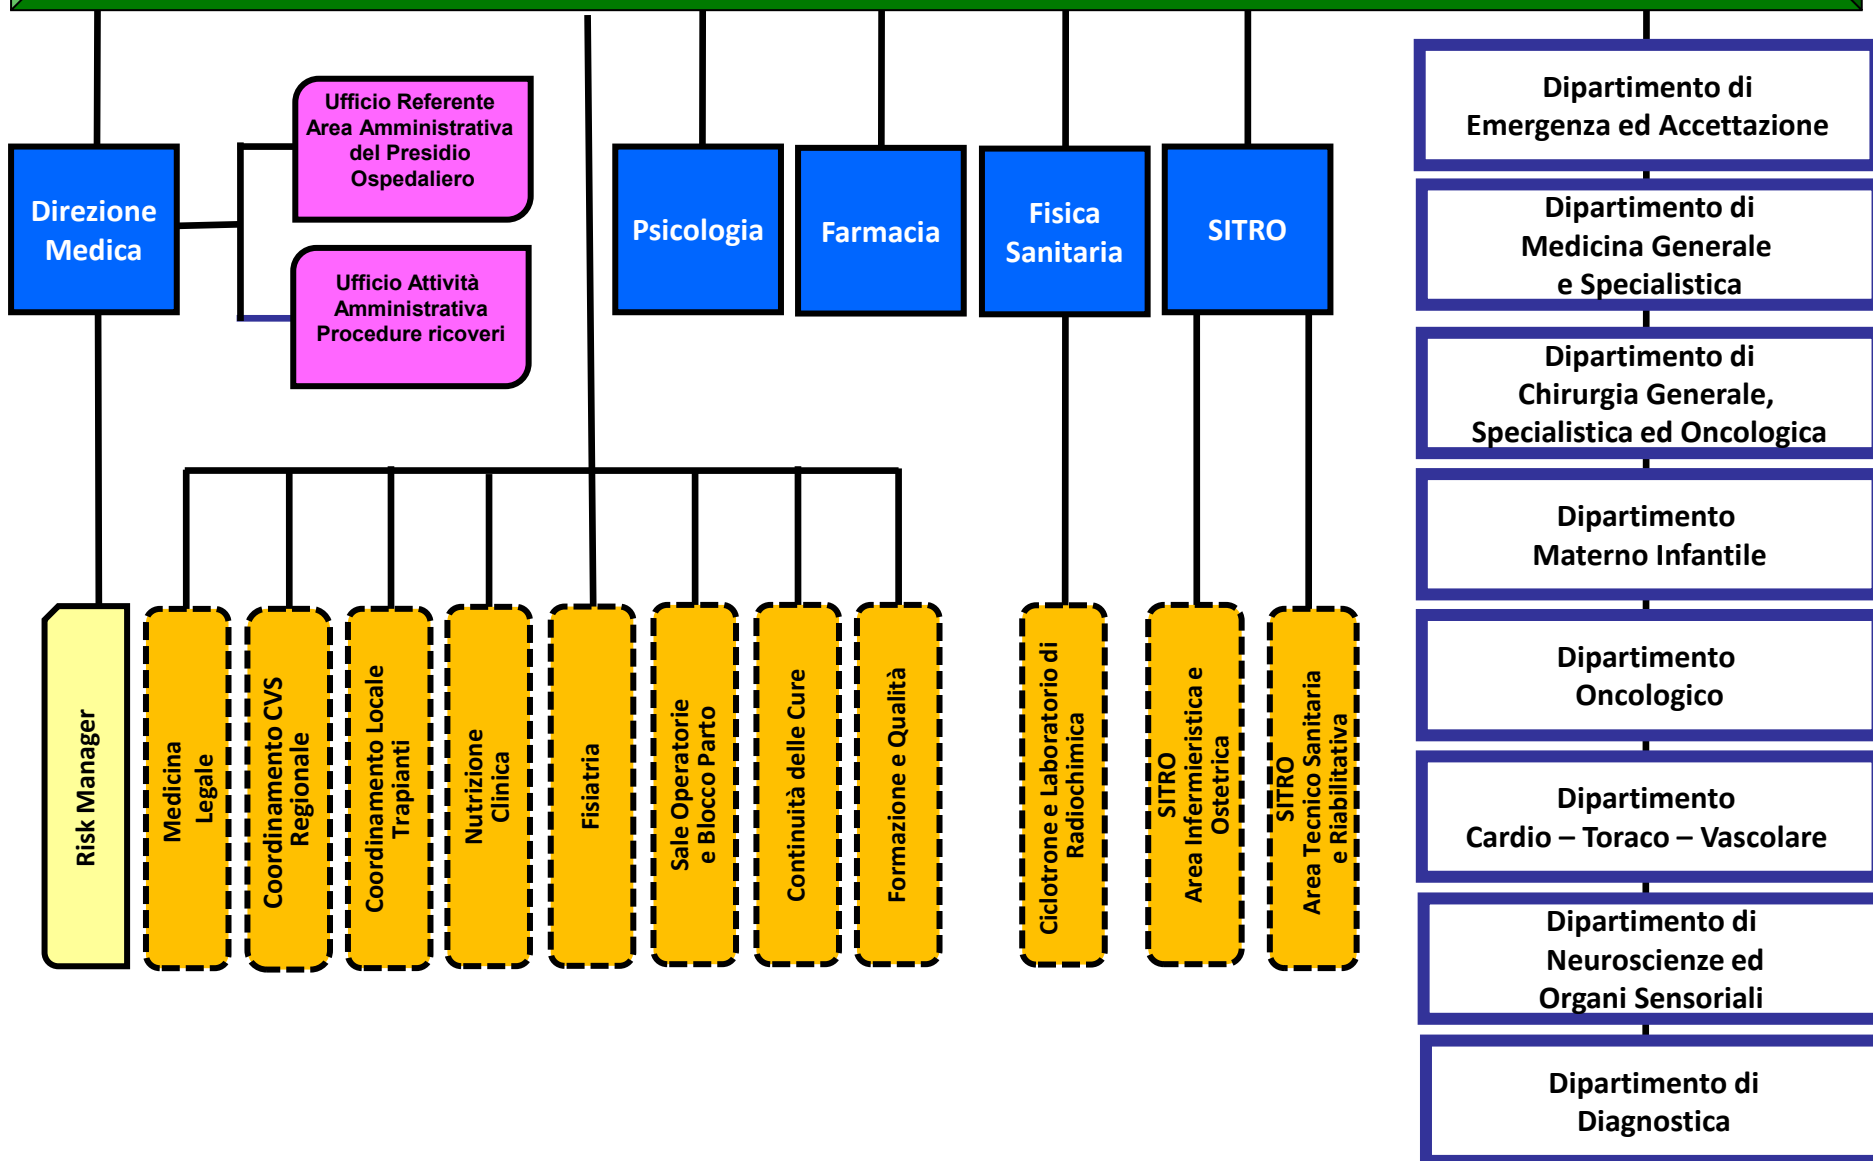 Ufficio Referente
Area Amministrativa
del Presidio
Ospedaliero
Direzione
Medica
Ufficio Attività
Amministrativa
Procedure ricoveri
Psicologia
Farmacia
Fisica
Sanitaria
SITRO
Risk Manager
Medicina
Legale
Coordinamento CVS
Regionale
Coordinamento Locale
Trapianti
Nutrizione
Clinica
Fisiatria
Sale Operatorie
e Blocco Parto
Continuità delle Cure
Formazione e Qualità
Ciclotrone e Laboratorio di
Radiochimica
SITRO
Area Infermieristica e
Ostetrica
SITRO
Area Tecnico Sanitaria
e Riabilitativa
Dipartimento di
Emergenza ed Accettazione
Dipartimento di
Medicina Generale
e Specialistica
Dipartimento di
Chirurgia Generale,
Specialistica ed Oncologica
Dipartimento
Materno Infantile
Dipartimento
Oncologico
Dipartimento
Cardio – Toraco – Vascolare
Dipartimento di
Neuroscienze ed
Organi Sensoriali
Dipartimento di
Diagnostica